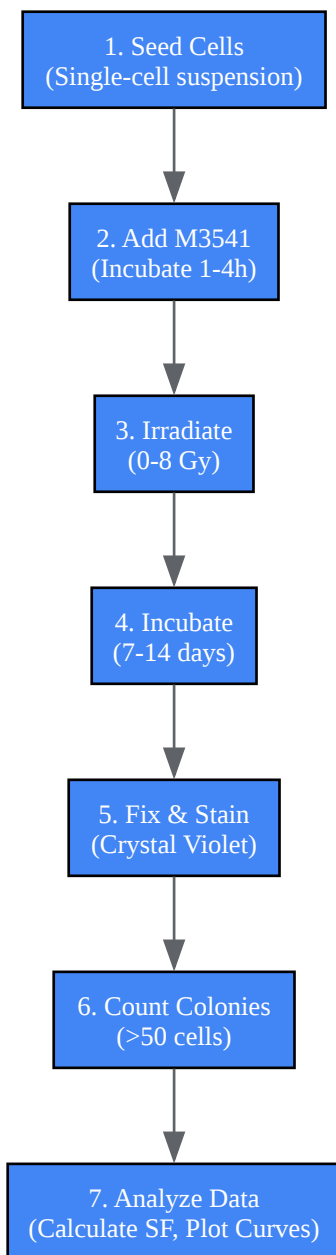 1. Seed Cells
(Single-cell suspension)
2. Add M3541
(Incubate 1-4h)
3. Irradiate
(0-8 Gy)
4. Incubate
(7-14 days)
5. Fix & Stain
(Crystal Violet)
6. Count Colonies
(>50 cells)
7. Analyze Data
(Calculate SF, Plot Curves)